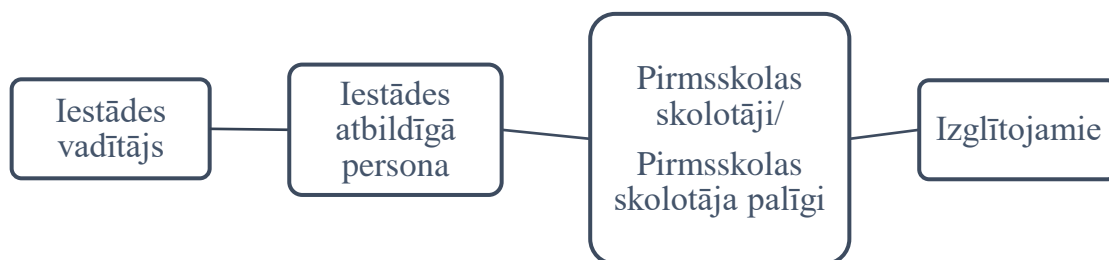 Iestādes
vadītājs
Iestādes
atbildīgā
persona
Pirmsskolas
skolotāji/
Pirmsskolas
skolotāja palīgi
Izglītojamie